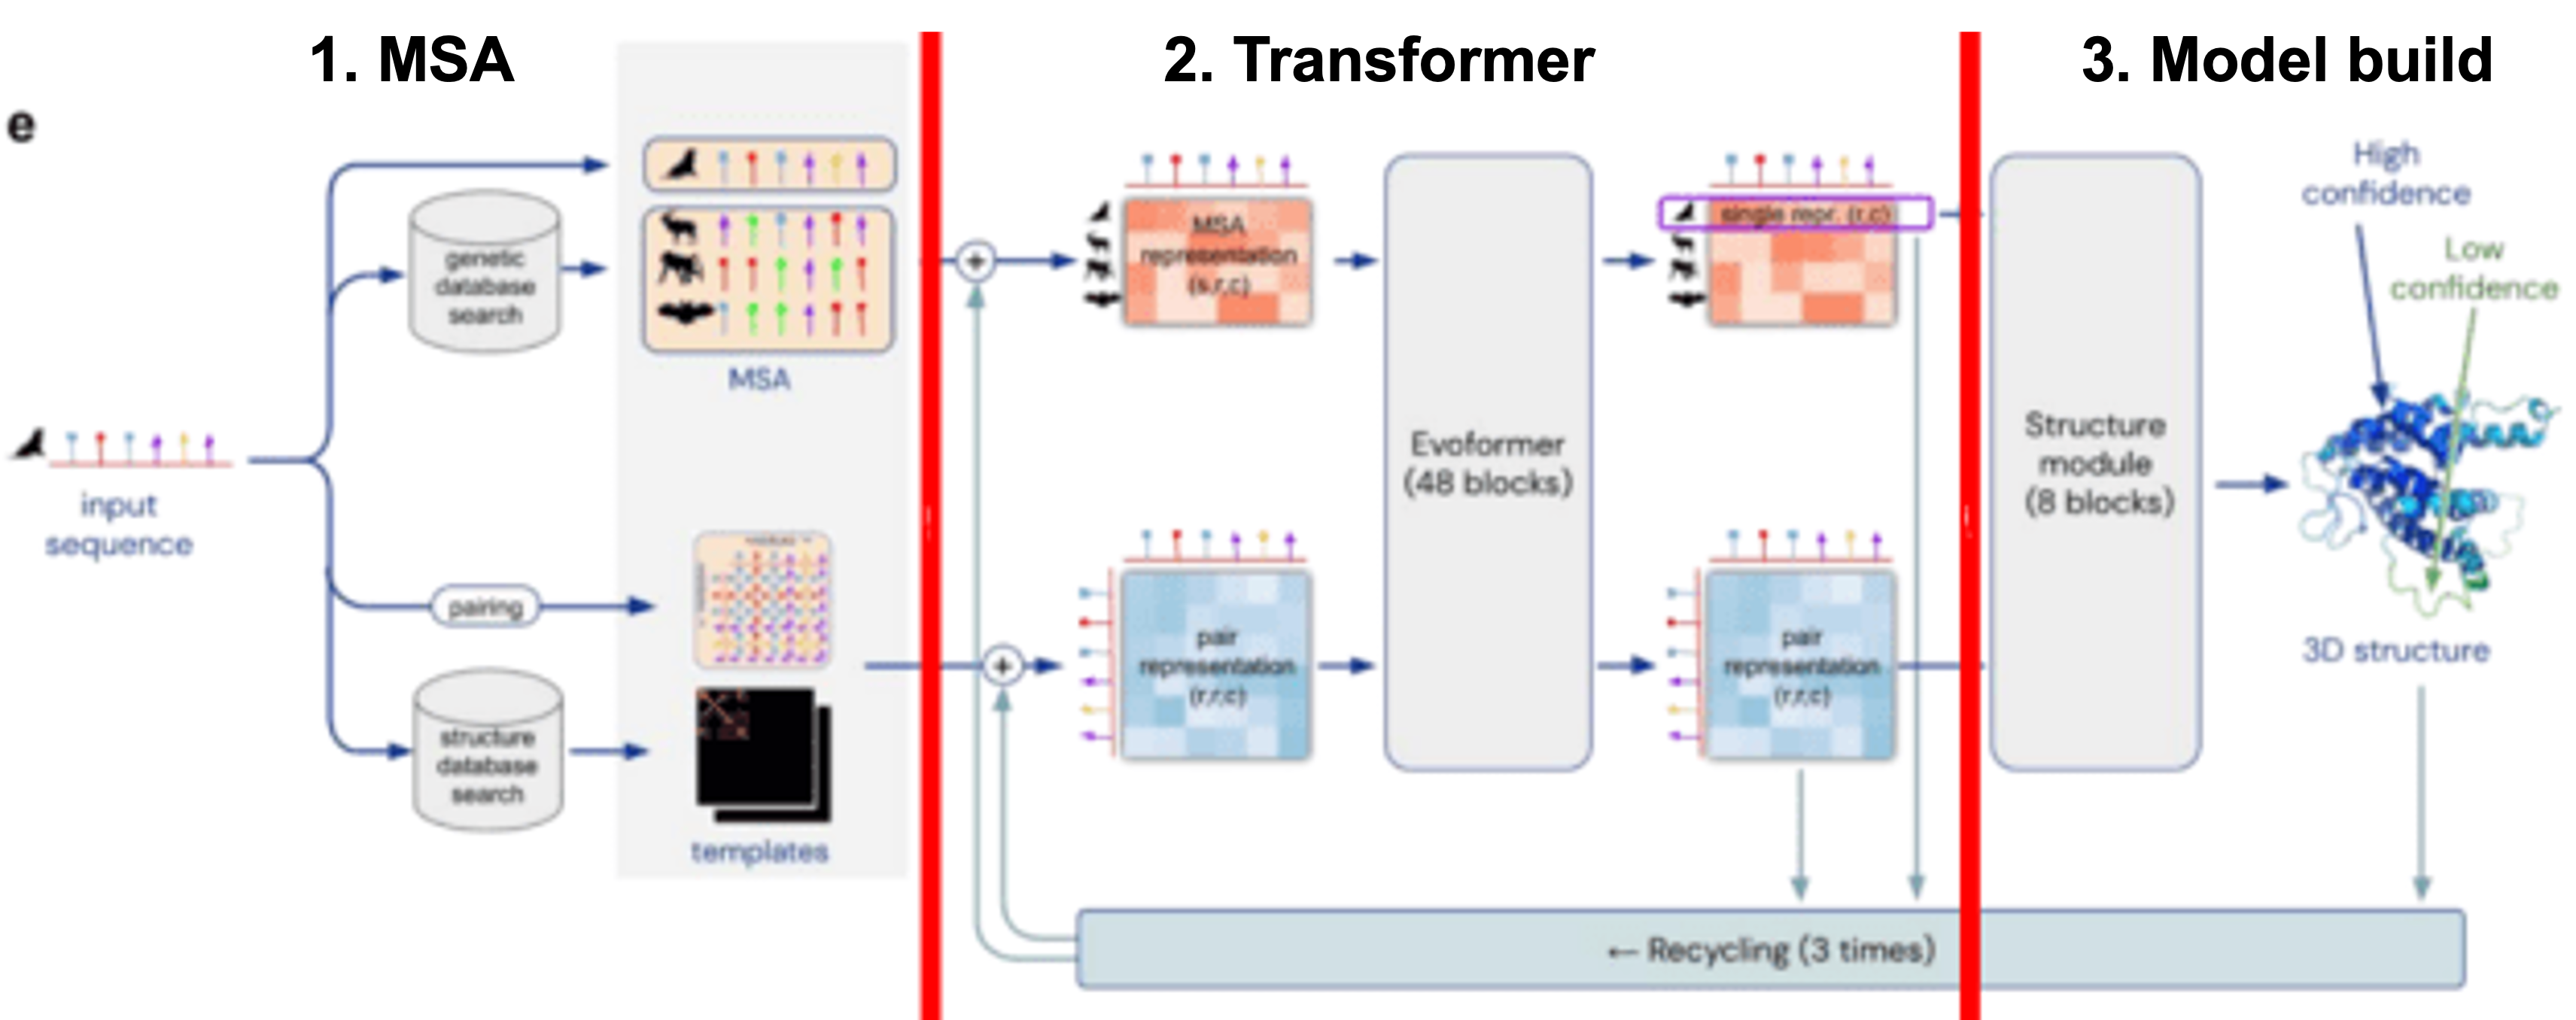 1. MSA
2. Transformer
3. Model build
e
genetic
database
search
MSA
input
sequence
pairing
structure
database
search
templates
MSA
representation
(s,r,c)
Evoformer
(48 blocks)
single repr. (r,c)
pair
representation
(r,r,c)
pair
representation
(r,r,c)
Structure
module
(8 blocks)
High
confidence
Low
confidence
3D structure
← Recycling (3 times)